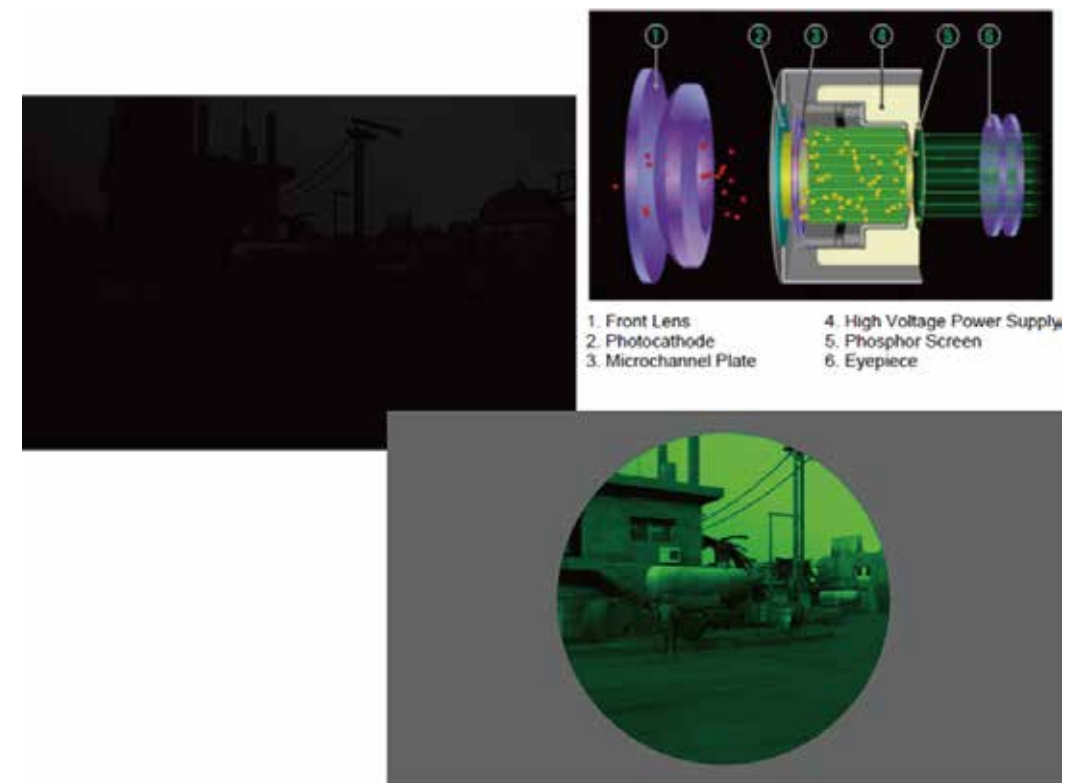 1 2 3 4 5 6
1. Front Lens
2. Photocathode
3. Microchannel Plate
4. High Voltage Power Supply
5. Phosphor Screen
6. Eyepiece